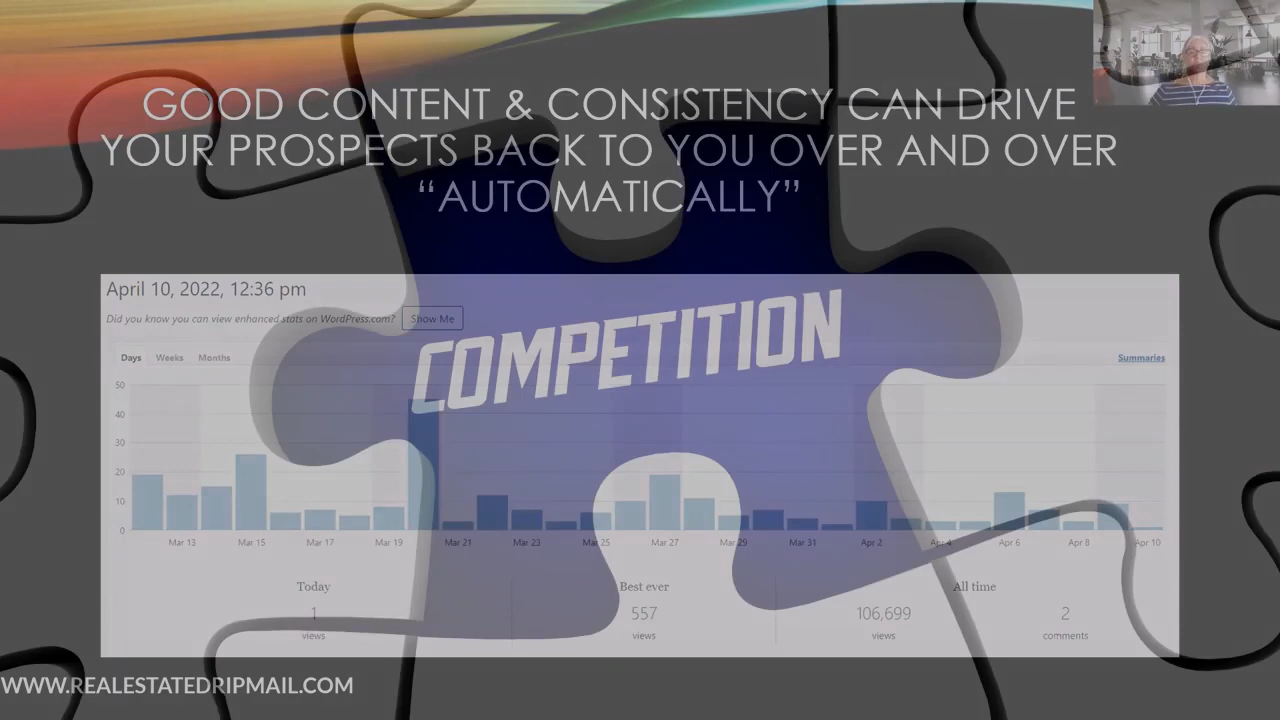 GOOD CONTENT & CONSISTENCY CAN DRIVE
YOUR PROSPECTS BACK TO YOU OVER AND OVER
“AUTOMATICALLY”
April 10, 2022, 12:36 pm
Did you know you can view enhanced stats on WordPress.com? Show Me
COMPETITION
Days Weeks Months Summaries
50
40
30
20
10
0
Mar 13 Mar 15 Mar 17 Mar 19 Mar 21 Mar 23 Mar 25 Mar 27 Mar 29 Mar 31 Apr 2 Apr 4 Apr 6 Apr 8 Apr 10
Today Best ever All time
1 557 106,699 2
views views views comments
WWW.REALESTATEDRIPMAIL.COM